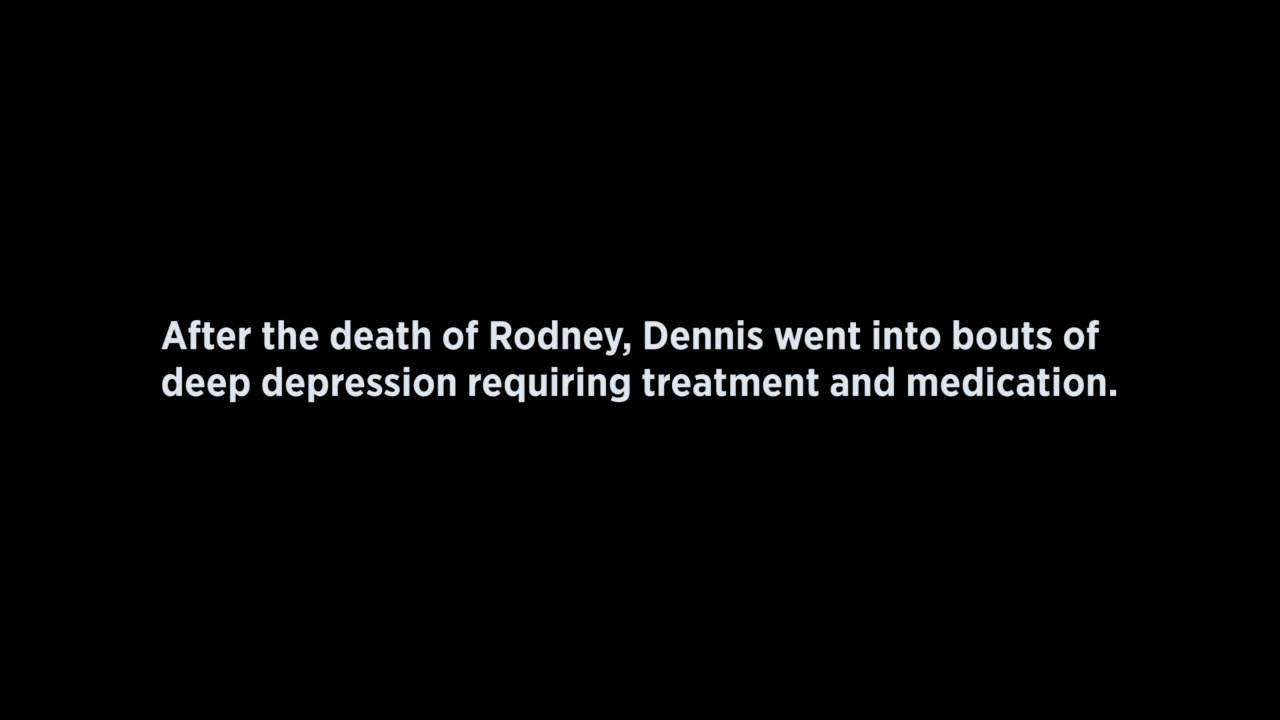 After the death of Rodney, Dennis went into bouts of
deep depression requiring treatment and medication.